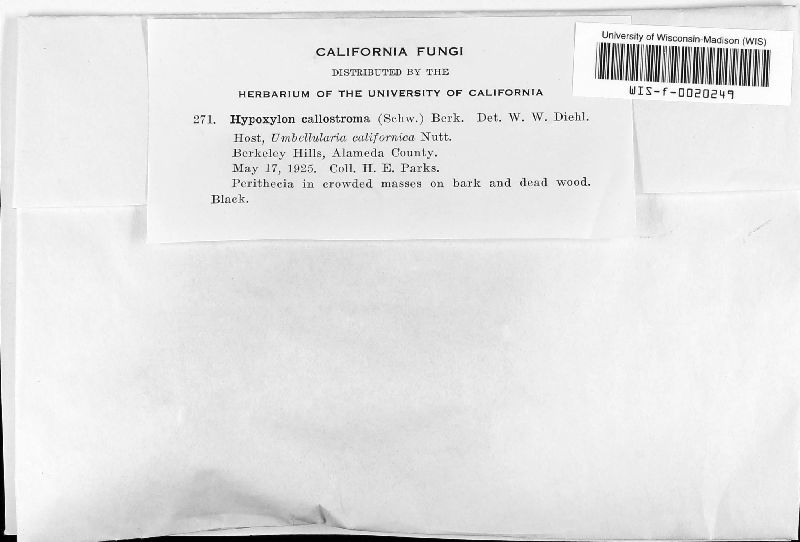 CALIFORNIA FUNGI
DISTRIBUTED BY THE
HERBARIUM OF THE UNIVERSITY OF CALIFORNIA
271. Hypoxylon callostroma (Schw.) Berk. Det. W. W. Diehl.
Host, Umbellularia californica Nutt.
Berkeley Hills, Alameda County.
May 17, 1925. Coll. H. E. Parks.
Perithecia in crowded masses on bark and dead wood.
Black.
University of Wisconsin-Madison (WIS)
WIS-f-0020249